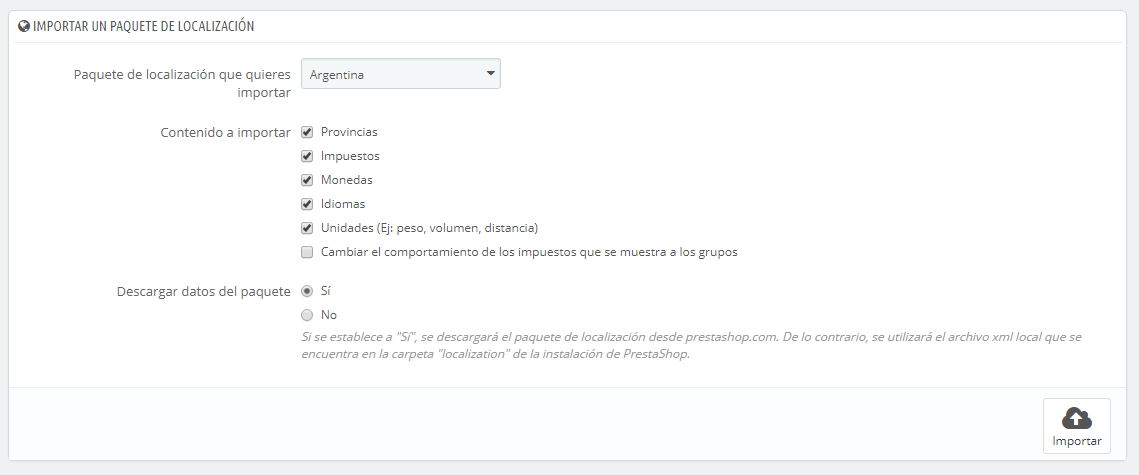 IMPORTAR UN PAQUETE DE LOCALIZACIÓN
Paquete de localización que quieres
importar
Argentina
Contenido a importar
Provincias
Impuestos
Monedas
Idiomas
Unidades (Ej: peso, volumen, distancia)
Cambiar el comportamiento de los impuestos que se muestra a los grupos
Descargar datos del paquete
Sí
No
Si se establece a "Sí", se descargará el paquete de localización desde prestashop.com. De lo contrario, se utilizará el archivo xml local que se
encuentra en la carpeta "localization" de la instalación de PrestaShop.
Importar